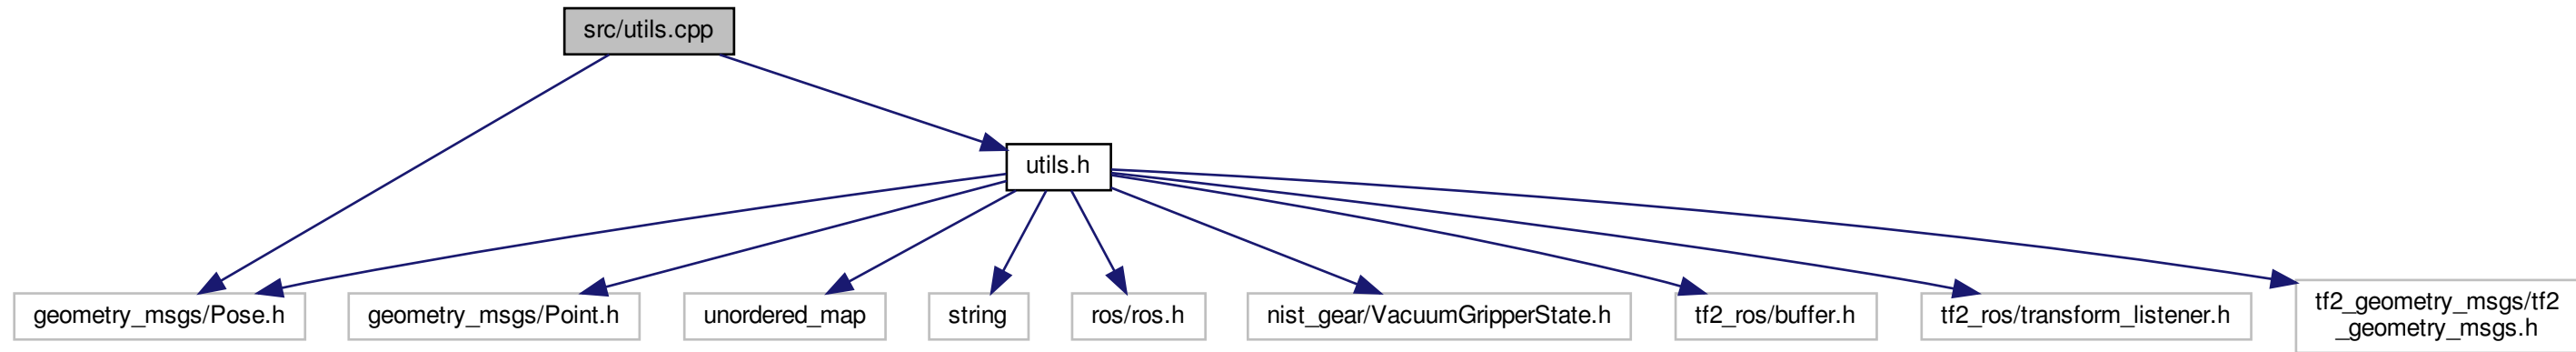 src/utils.cpp
utils.h
geometry_msgs/Pose.h
geometry_msgs/Point.h
unordered_map
string
ros/ros.h
nist_gear/VacuumGripperState.h
tf2_ros/buffer.h
tf2_ros/transform_listener.h
tf2_geometry_msgs/tf2
_geometry_msgs.h